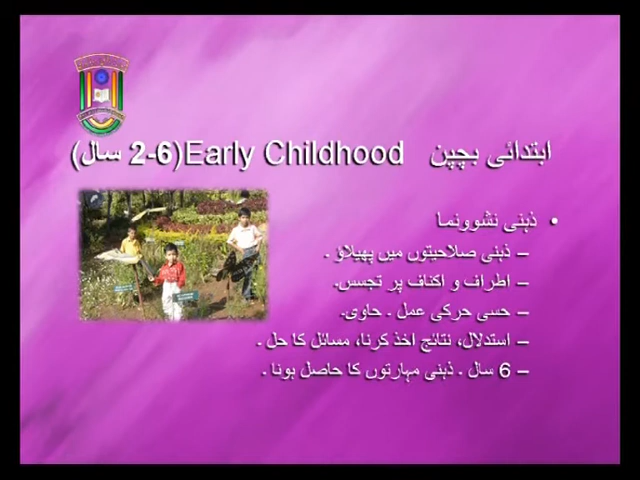 ابتدائی بچپن Early Childhood(2-6 سال)
• ذہنی نشوونما
– ذہنی صلاحیتوں میں پھیلاؤ ۔
– اطراف و اکناف پر تجسس۔
– حسی حرکی عمل ۔ حاوی۔
– استدلال، نتائج اخذ کرنا، مسائل کا حل ۔
– 6 سال ۔ ذہنی مہارتوں کا حاصل ہونا ۔